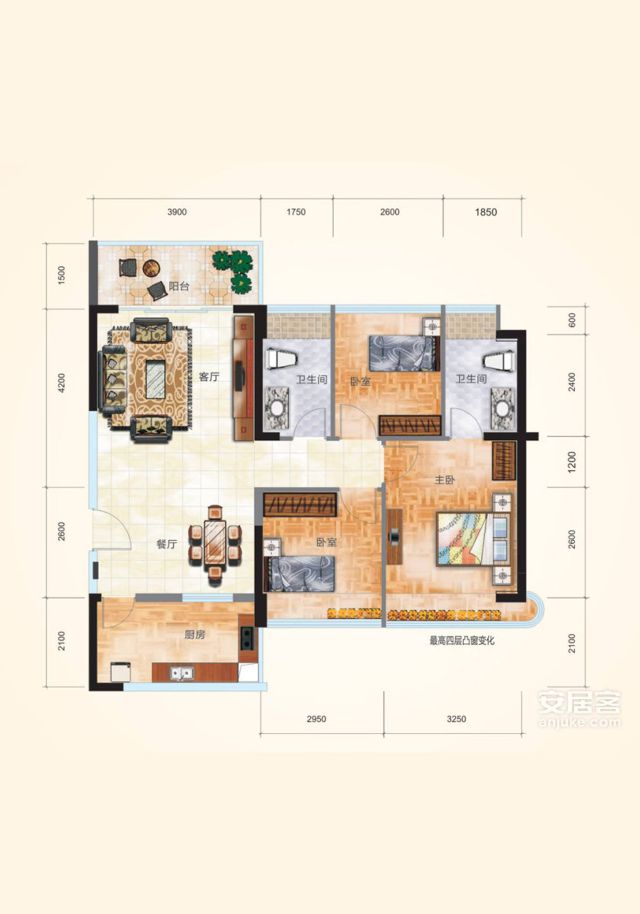 3900
1750
2600
1850
1500
阳台
600
4200
客厅
卫生间
卧室
卫生间
2400
主卧
1200
2600
餐厅
卧室
2600
2100
厨房
最高四层凸窗变化
2100
2950
3250
安居客
anjuke.com